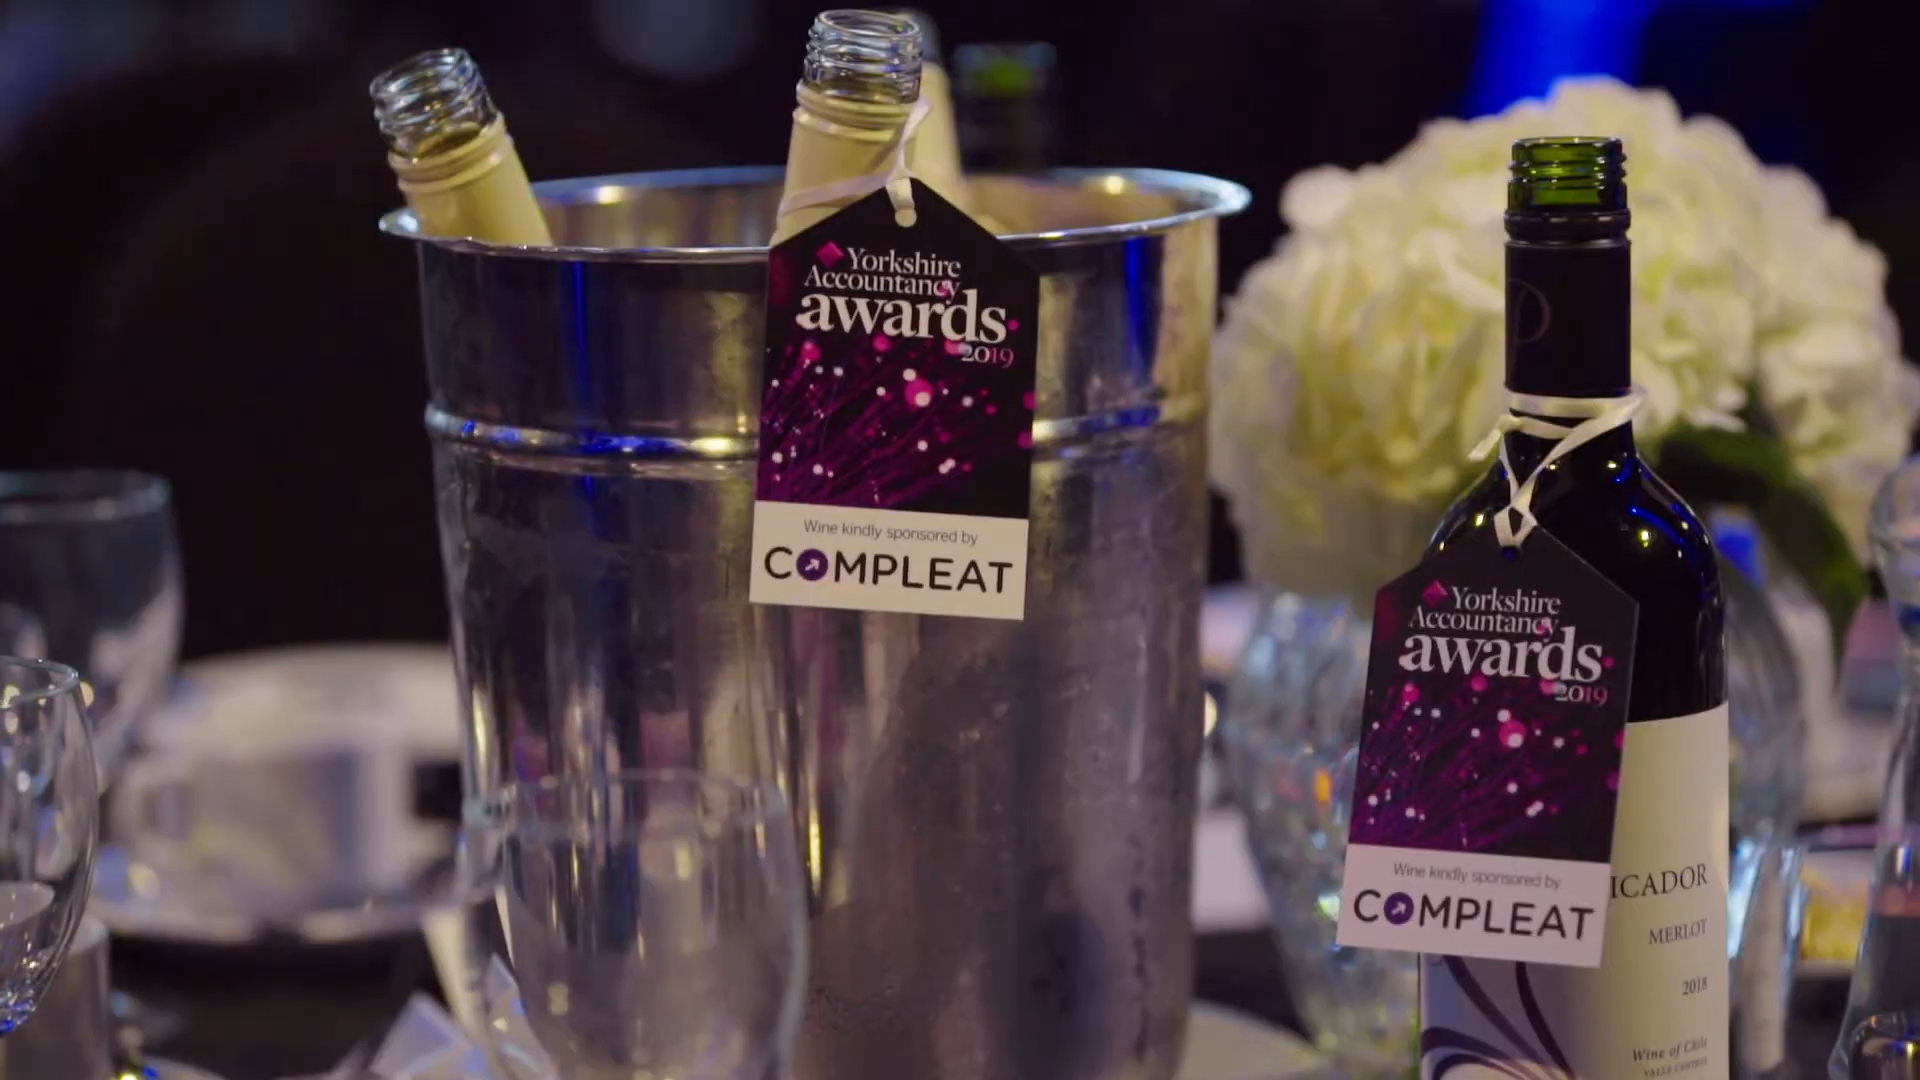 Yorkshire
Accountancy
awards
2019
Wine kindly sponsored by
COMPLEAT
Yorkshire
Accountancy
awards
2019
Wine kindly sponsored by
COMPLEAT
ICADOR
MERLOT
2018
Wine of Chile